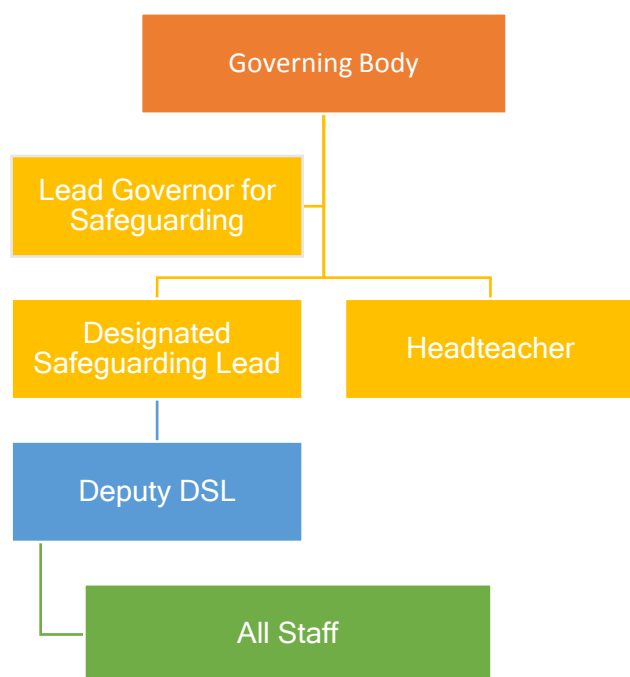 Governing Body
Lead Governor for
Safeguarding
Designated
Safeguarding Lead
Headteacher
Deputy DSL
All Staff